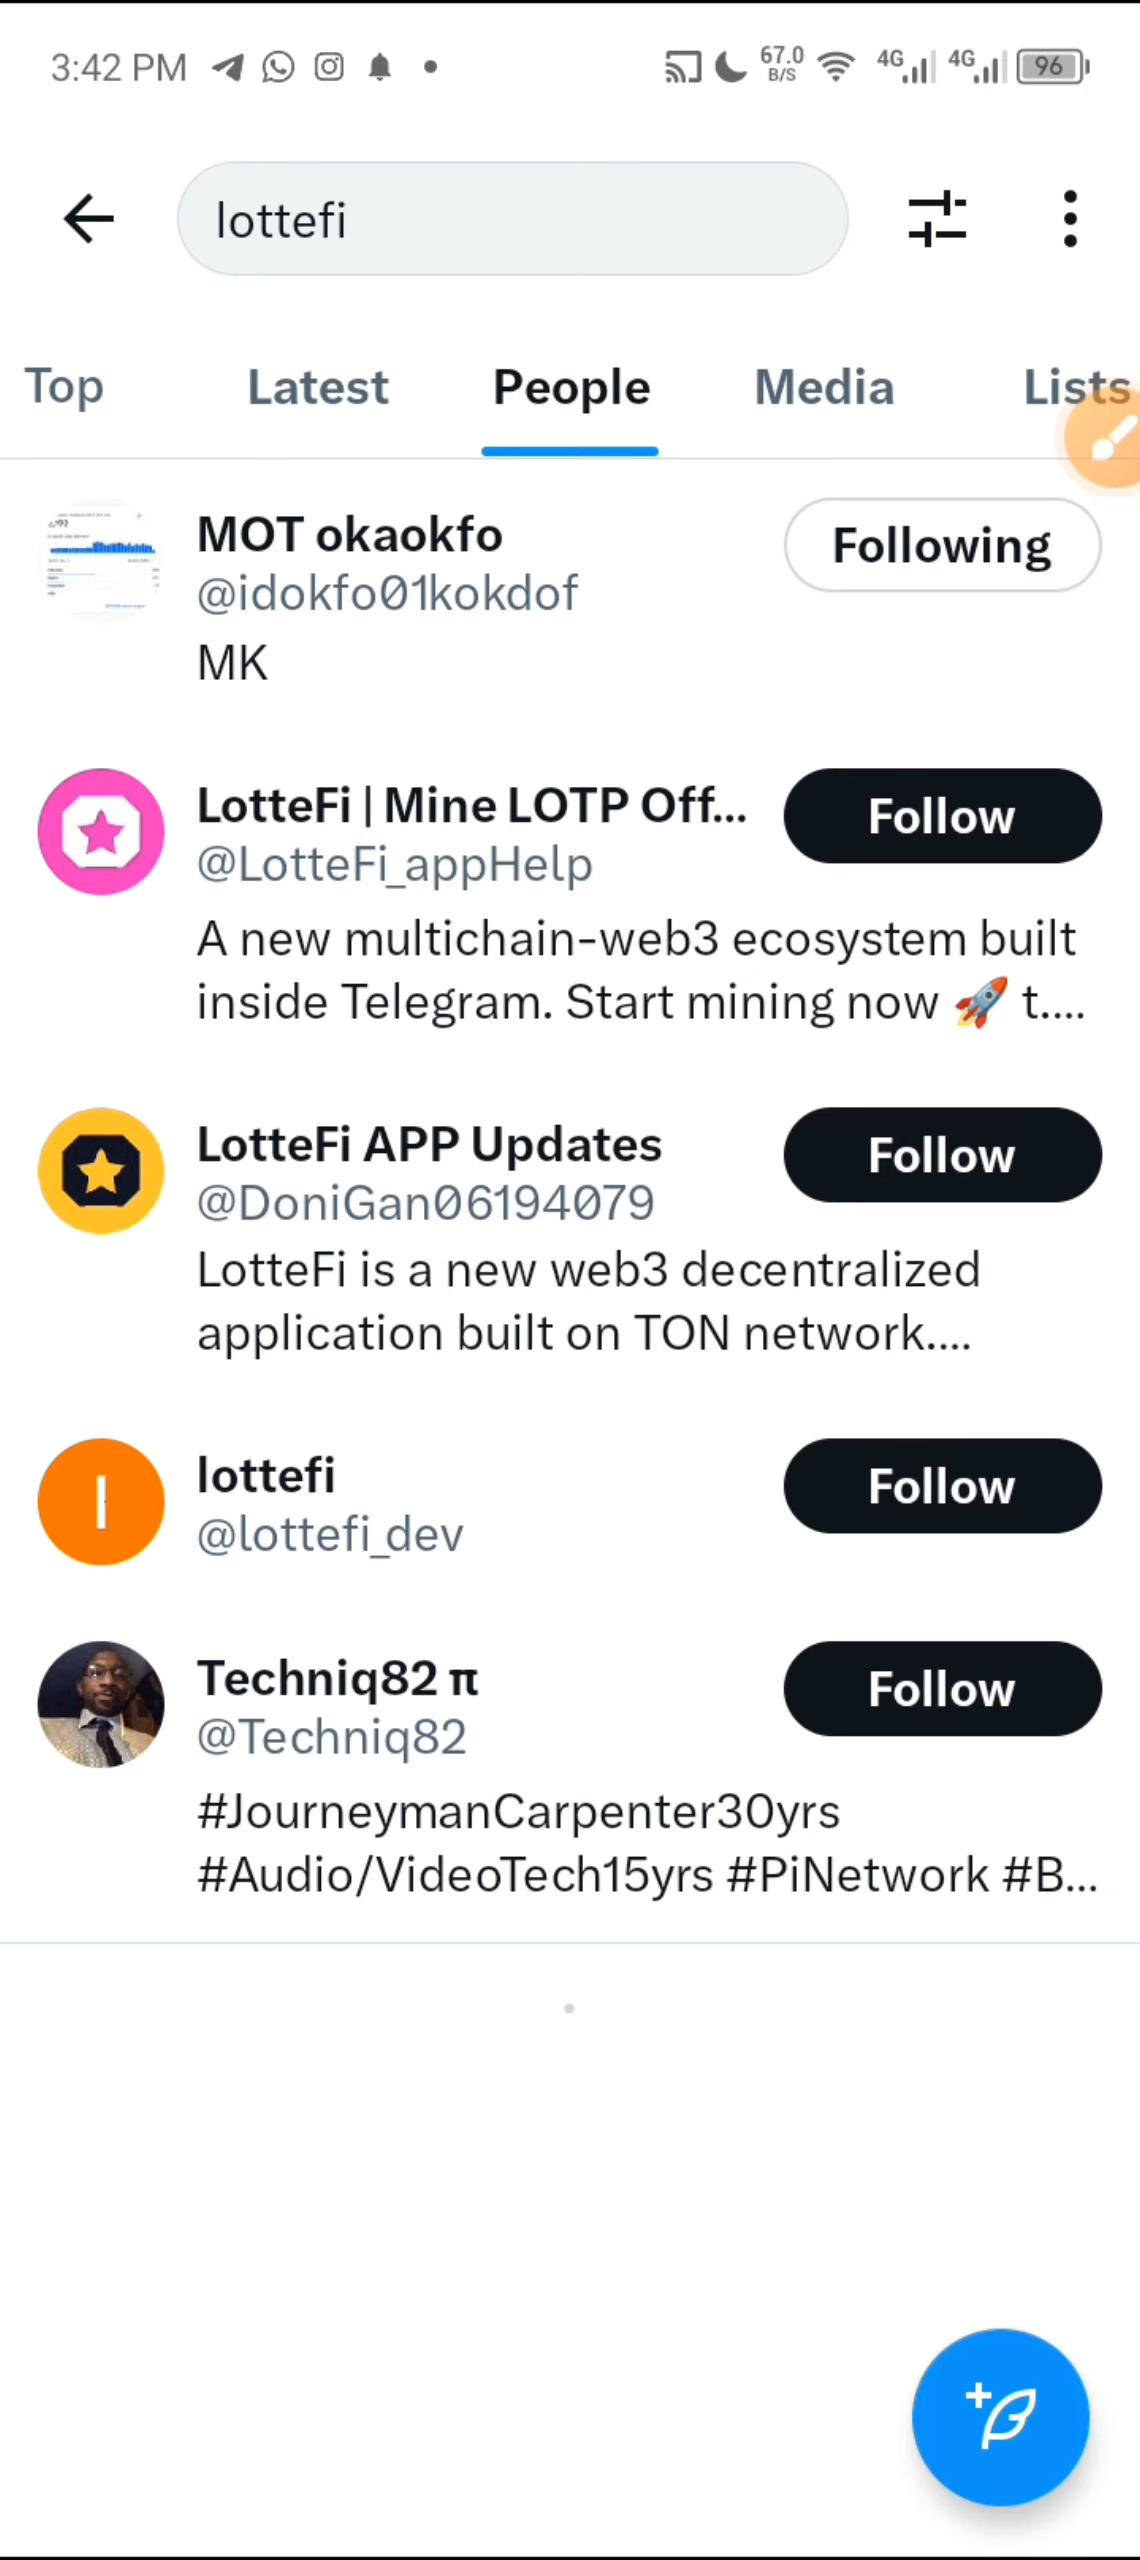 3:42 PM
67.0
B/S
4G
4G
96
lottefi
Top
Latest
People
Media
Lists
MOT okaokfo
Following
@idokfo01kokdof
MK
LotteFi | Mine LOTP Off...
Follow
@LotteFi_appHelp
A new multichain-web3 ecosystem built
inside Telegram. Start mining now 🚀 t....
LotteFi APP Updates
Follow
@DoniGan06194079
LotteFi is a new web3 decentralized
application built on TON network....
l
lottefi
Follow
@lottefi_dev
Techniq82 π
Follow
@Techniq82
#JourneymanCarpenter30yrs
#Audio/VideoTech15yrs #PiNetwork #B...